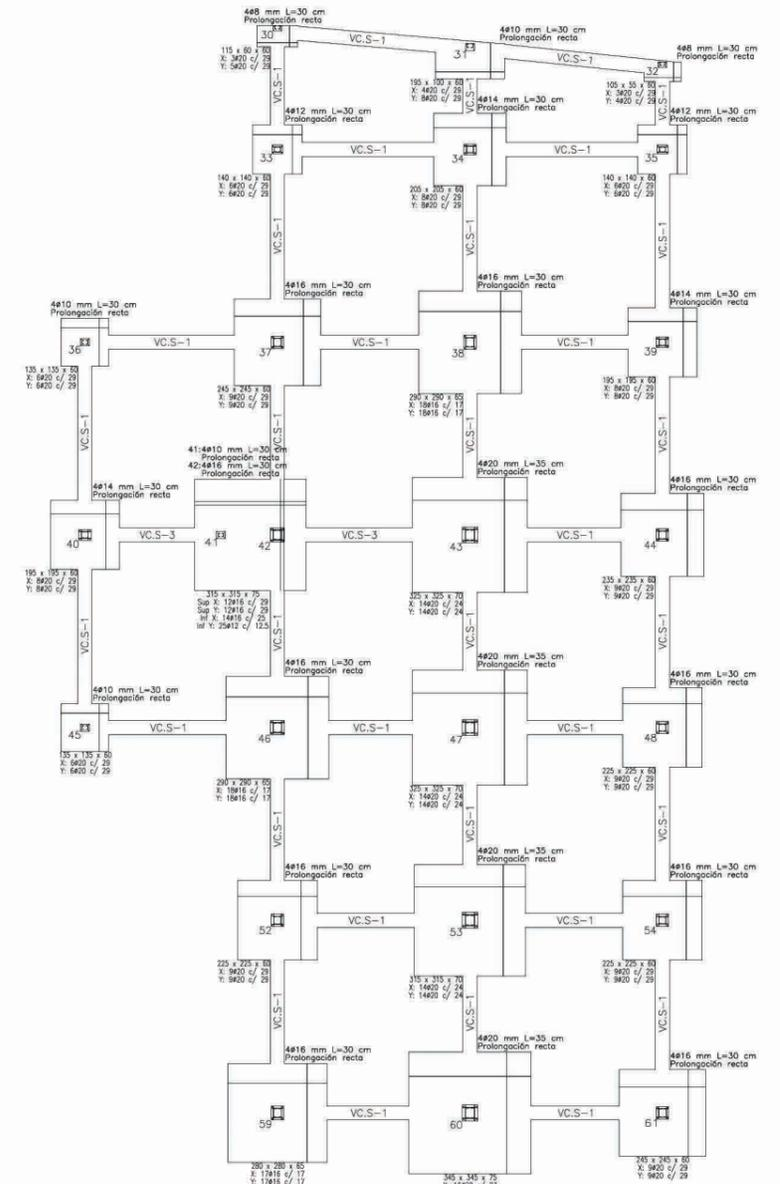 4ø8 mm L=30 cm
Prolongación recta
30
VC.S-1
115 x 60 x 60
X: 3ø20 c/ 29
Y: 5ø20 c/ 29
VC.S-1
4ø10 mm L=30 cm
Prolongación recta
31
VC.S-1
195 x 100 x 60
X: 4ø20 c/ 29
Y: 8ø20 c/ 29
4ø8 mm L=30 cm
Prolongación recta
32
105 x 55 x 60
X: 3ø20 c/ 29
Y: 4ø20 c/ 29
VC.S-1
4ø12 mm L=30 cm
Prolongación recta
33
VC.S-1
140 x 140 x 60
X: 6ø20 c/ 29
Y: 6ø20 c/ 29
VC.S-1
4ø14 mm L=30 cm
Prolongación recta
34
VC.S-1
205 x 205 x 60
X: 8ø20 c/ 29
Y: 8ø20 c/ 29
VC.S-1
4ø12 mm L=30 cm
Prolongación recta
35
140 x 140 x 60
X: 6ø20 c/ 29
Y: 6ø20 c/ 29
VC.S-1
4ø10 mm L=30 cm
Prolongación recta
36
VC.S-1
135 x 135 x 60
X: 6ø20 c/ 29
Y: 6ø20 c/ 29
VC.S-1
4ø16 mm L=30 cm
Prolongación recta
37
VC.S-1
245 x 245 x 60
X: 9ø20 c/ 29
Y: 9ø20 c/ 29
VC.S-1
4ø16 mm L=30 cm
Prolongación recta
38
VC.S-1
290 x 290 x 65
X: 18ø16 c/ 17
Y: 18ø16 c/ 17
VC.S-1
4ø14 mm L=30 cm
Prolongación recta
39
195 x 195 x 60
X: 8ø20 c/ 29
Y: 8ø20 c/ 29
VC.S-1
4ø14 mm L=30 cm
Prolongación recta
40
VC.S-3
195 x 195 x 60
X: 8ø20 c/ 29
Y: 8ø20 c/ 29
VC.S-1
41:4ø10 mm L=30 cm
Prolongación recta
42:4ø16 mm L=30 cm
Prolongación recta
41
42
VC.S-3
315 x 315 x 75
Sup X: 12ø16 c/ 29
Sup Y: 12ø16 c/ 29
Inf X: 14ø16 c/ 25
Inf Y: 25ø12 c/ 12.5
VC.S-1
4ø20 mm L=35 cm
Prolongación recta
43
VC.S-1
325 x 325 x 70
X: 14ø20 c/ 24
Y: 14ø20 c/ 24
VC.S-1
4ø16 mm L=30 cm
Prolongación recta
44
235 x 235 x 60
X: 9ø20 c/ 29
Y: 9ø20 c/ 29
VC.S-1
4ø10 mm L=30 cm
Prolongación recta
45
VC.S-1
135 x 135 x 60
X: 6ø20 c/ 29
Y: 6ø20 c/ 29
4ø16 mm L=30 cm
Prolongación recta
46
VC.S-1
290 x 290 x 65
X: 18ø16 c/ 17
Y: 18ø16 c/ 17
VC.S-1
4ø20 mm L=35 cm
Prolongación recta
47
VC.S-1
325 x 325 x 70
X: 14ø20 c/ 24
Y: 14ø20 c/ 24
VC.S-1
4ø16 mm L=30 cm
Prolongación recta
48
225 x 225 x 60
X: 9ø20 c/ 29
Y: 9ø20 c/ 29
VC.S-1
4ø16 mm L=30 cm
Prolongación recta
52
VC.S-1
225 x 225 x 60
X: 9ø20 c/ 29
Y: 9ø20 c/ 29
VC.S-1
4ø20 mm L=35 cm
Prolongación recta
53
VC.S-1
315 x 315 x 70
X: 14ø20 c/ 24
Y: 14ø20 c/ 24
VC.S-1
4ø16 mm L=30 cm
Prolongación recta
54
225 x 225 x 60
X: 9ø20 c/ 29
Y: 9ø20 c/ 29
VC.S-1
4ø16 mm L=30 cm
Prolongación recta
59
VC.S-1
280 x 280 x 65
X: 17ø16 c/ 17
Y: 17ø16 c/ 17
4ø20 mm L=35 cm
Prolongación recta
60
VC.S-1
345 x 345 x 75
4ø16 mm L=30 cm
Prolongación recta
61
245 x 245 x 60
X: 9ø20 c/ 29
Y: 9ø20 c/ 29